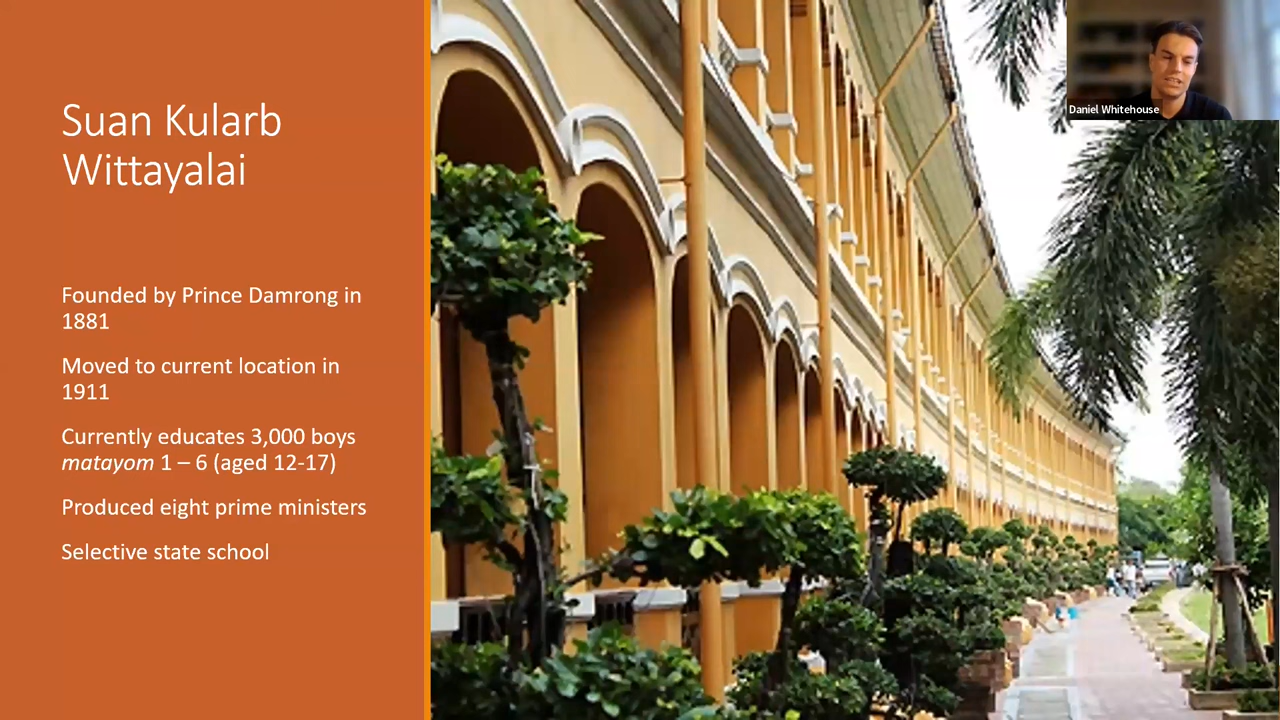 Suan Kularb
Wittayalai
Founded by Prince Damrong in
1881
Moved to current location in
1911
Currently educates 3,000 boys
matayom 1 – 6 (aged 12-17)
Produced eight prime ministers
Selective state school
Daniel Whitehouse